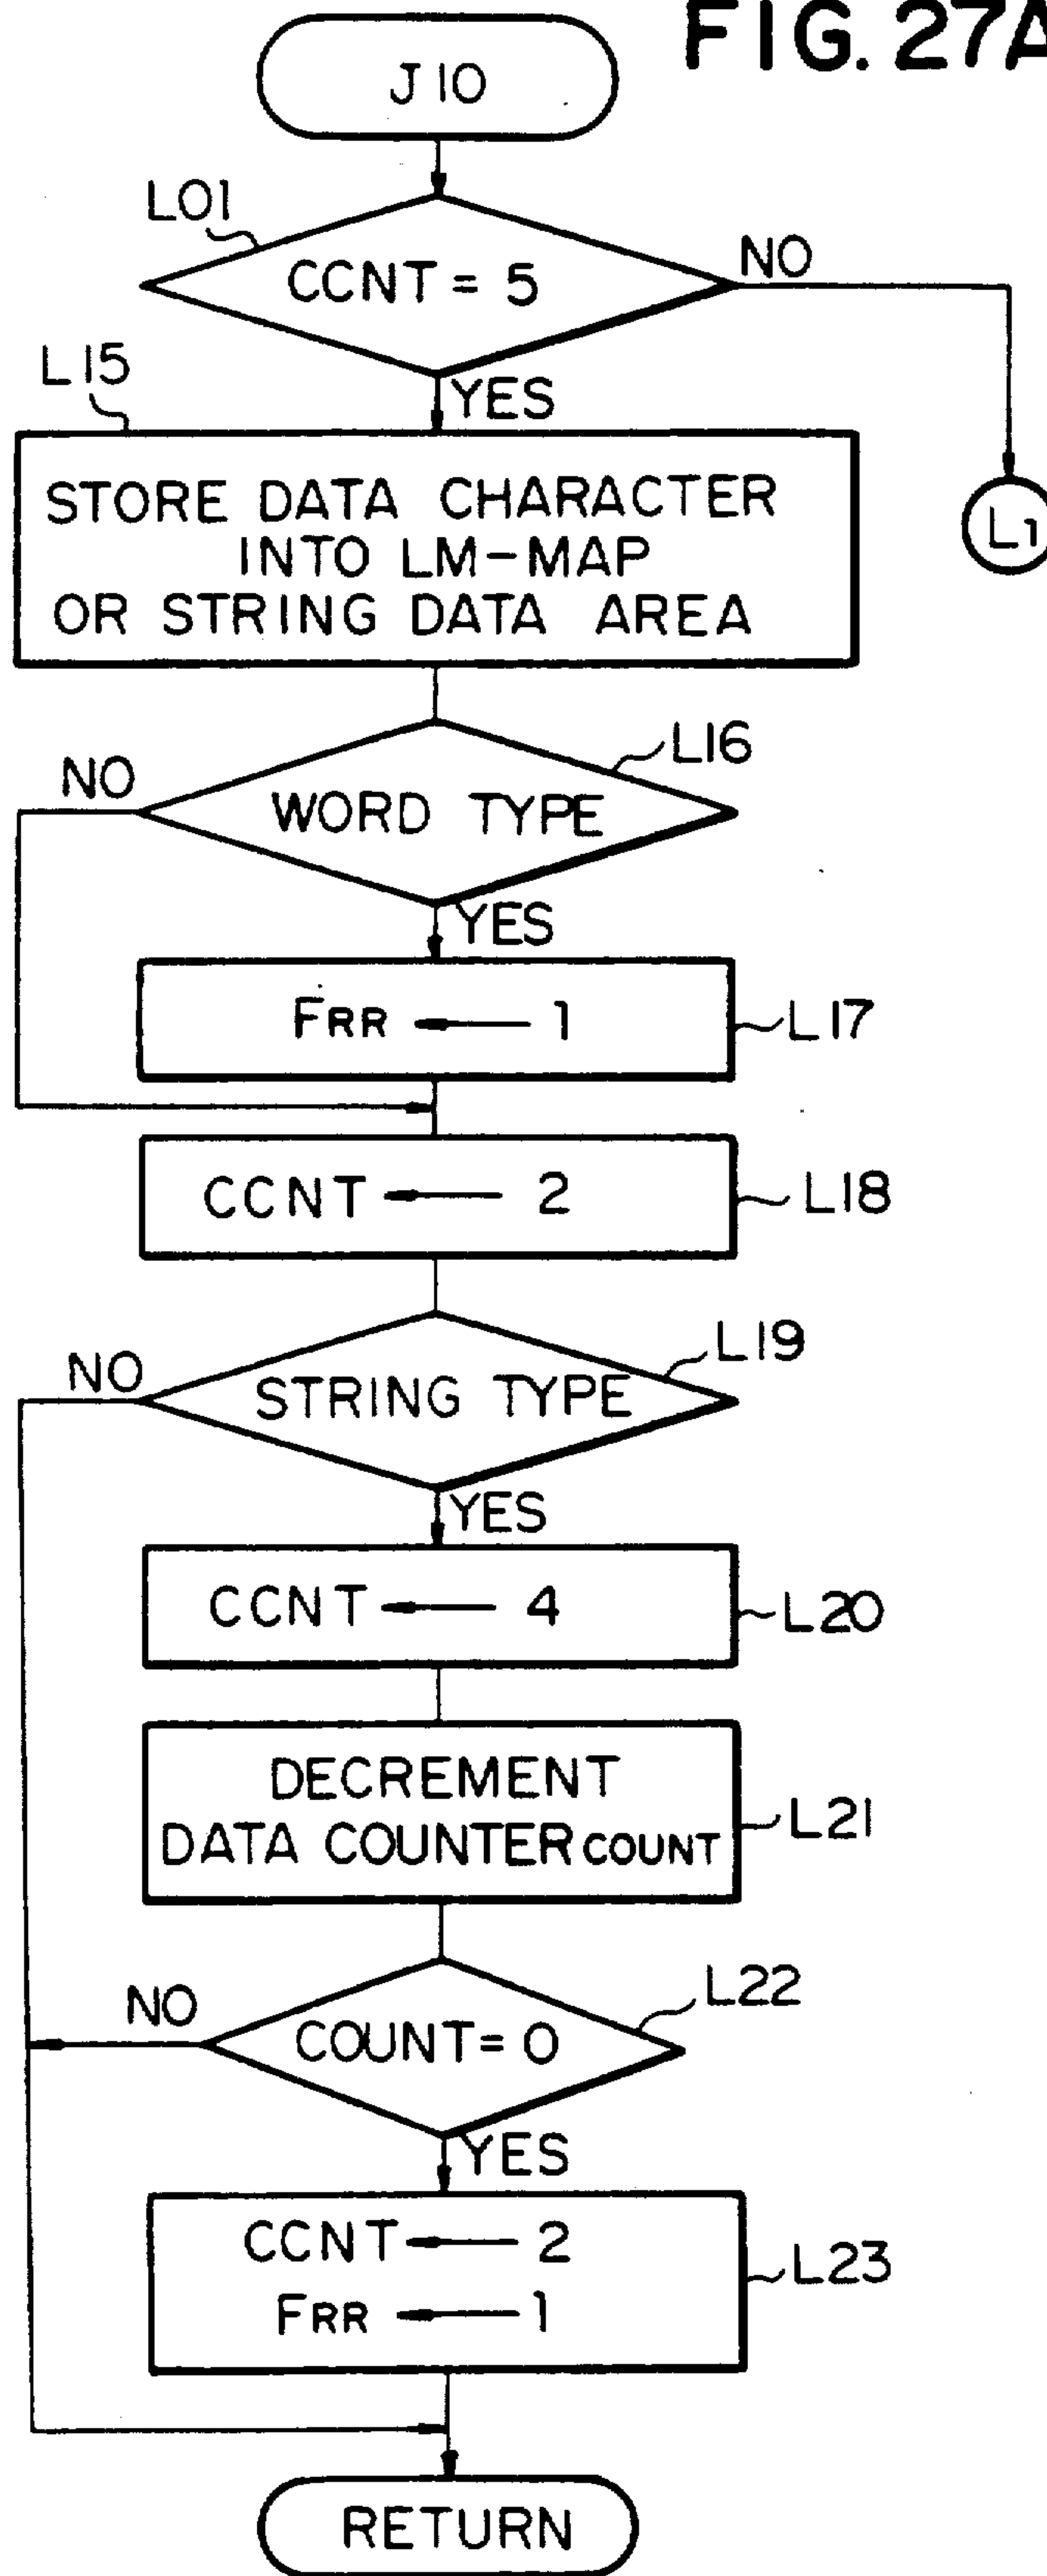 FIG. 27A
J10
L01
CCNT = 5
NO
L15
YES
STORE DATA CHARACTER
INTO LM-MAP
OR STRING DATA AREA
L1
L16
NO
WORD TYPE
YES
FRR ← 1
L17
CCNT ← 2
L18
L19
NO
STRING TYPE
YES
CCNT ← 4
L20
DECREMENT
DATA COUNTER COUNT
L21
L22
NO
COUNT = 0
YES
CCNT ← 2
FRR ← 1
L23
RETURN